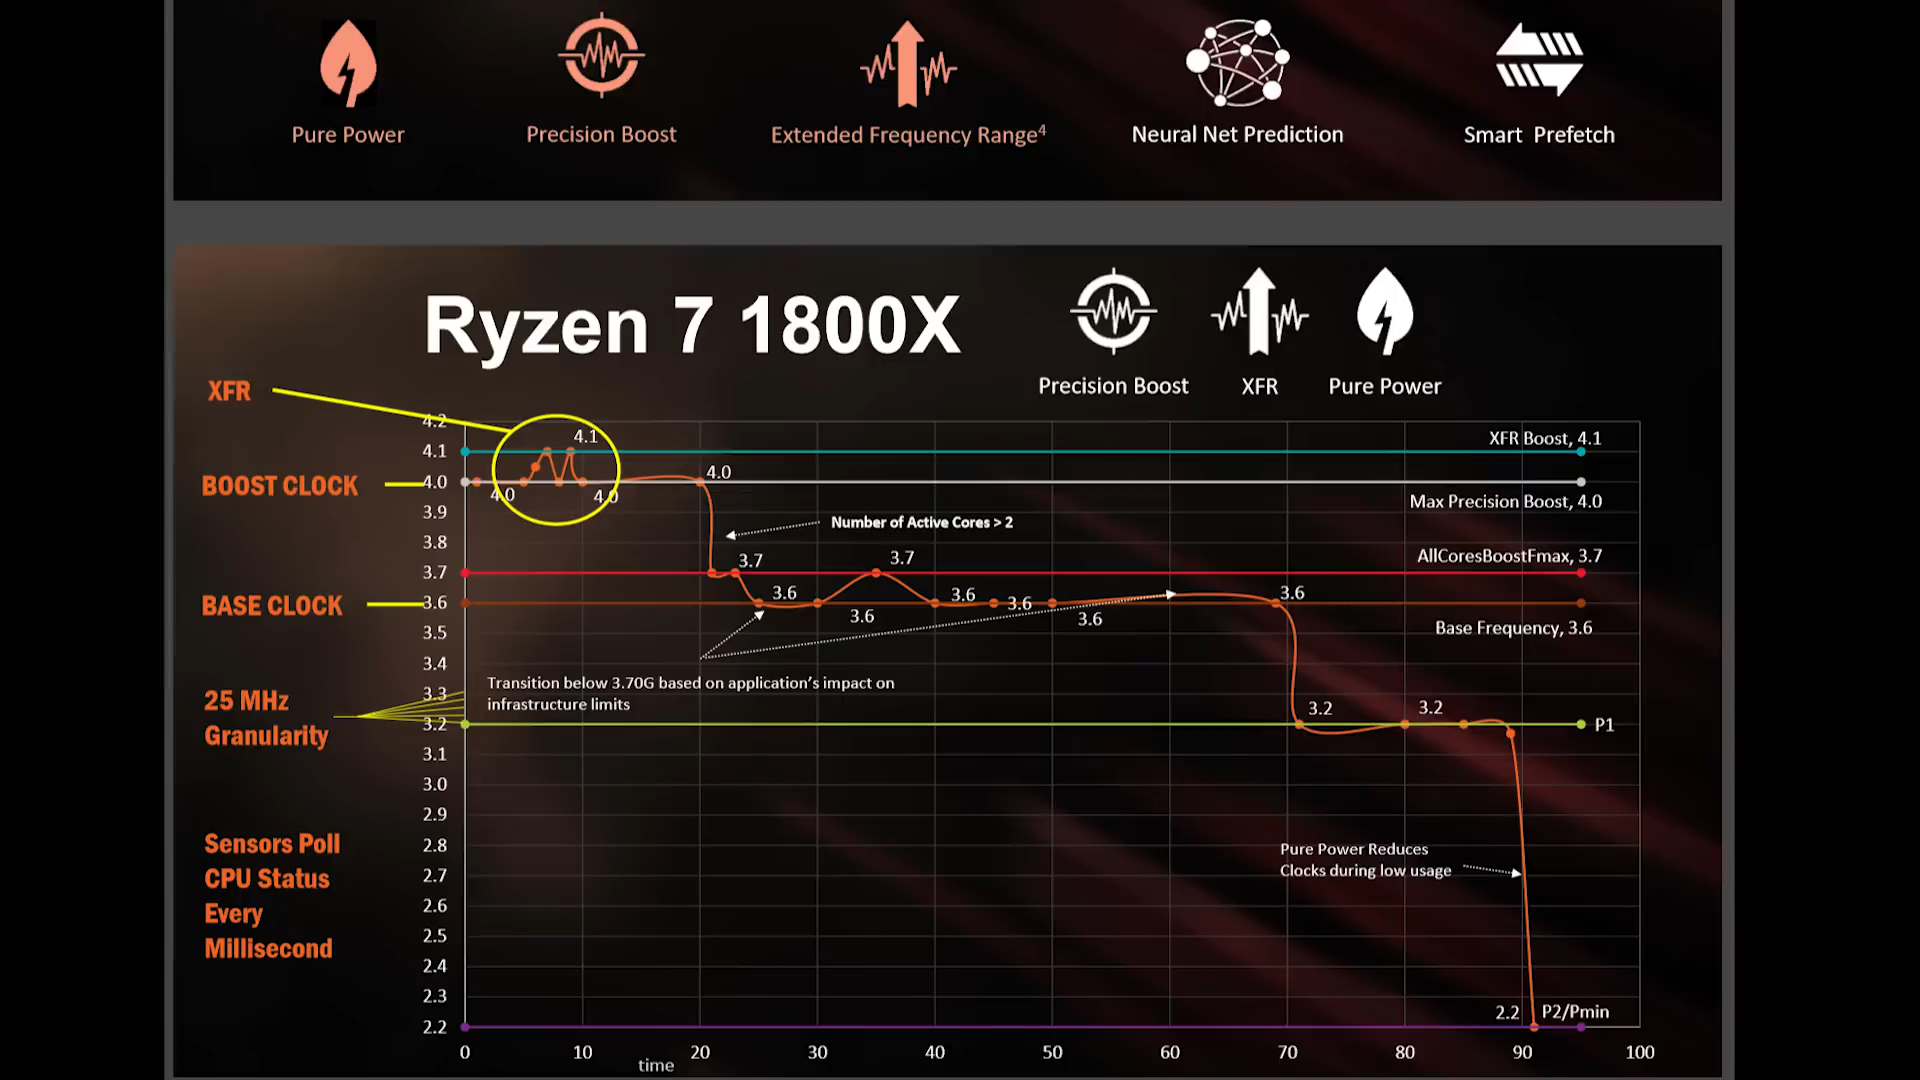 Pure Power
Precision Boost
Extended Frequency Range4
Neural Net Prediction
Smart Prefetch
Ryzen 7 1800X
Precision Boost
XFR
Pure Power
XFR
BOOST CLOCK
BASE CLOCK
25 MHz
Granularity
Sensors Poll
CPU Status
Every
Millisecond
4.2
4.1
4.0
3.9
3.8
3.7
3.6
3.5
3.4
3.3
3.2
3.1
3.0
2.9
2.8
2.7
2.6
2.5
2.4
2.3
2.2
4.1
4.0
4.0
4.0
XFR Boost, 4.1
Max Precision Boost, 4.0
Number of Active Cores > 2
3.7
3.7
AllCoresBoostFmax, 3.7
3.6
3.6
3.6
3.6
3.6
3.6
Base Frequency, 3.6
Transition below 3.70G based on application's impact on
infrastructure limits
3.2
3.2
P1
Pure Power Reduces
Clocks during low usage
2.2
P2/Pmin
0 10 20 30 40 50 60 70 80 90 100
time